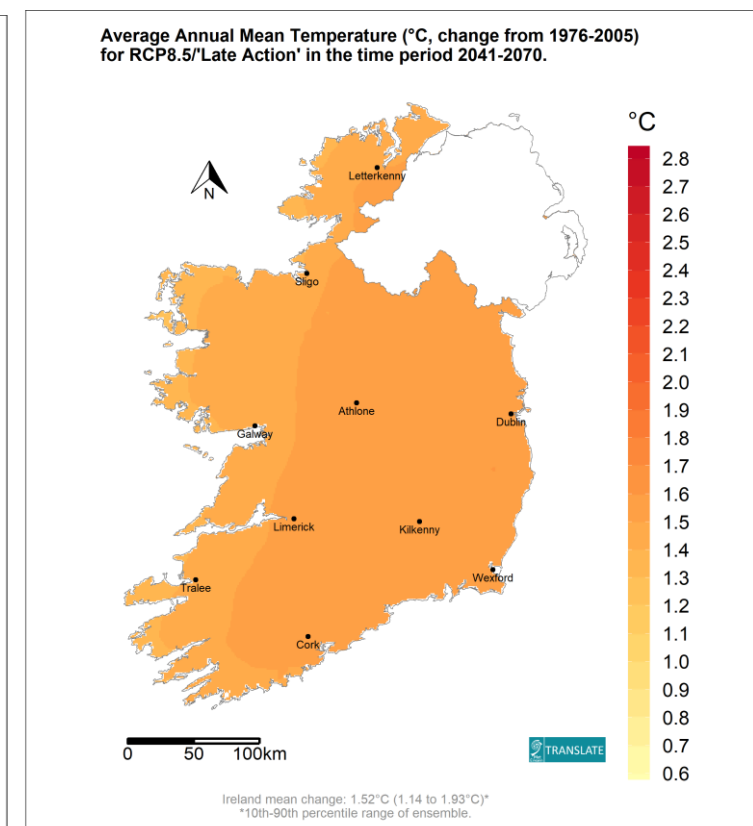 Average Annual Mean Temperature (°C, change from 1976-2005)
for RCP8.5/'Late Action' in the time period 2041-2070.
°C
N
Letterkenny
Sligo
Athlone
Galway
Dublin
Limerick
Kilkenny
Wexford
Tralee
Cork
2.8
2.7
2.6
2.5
2.4
2.3
2.2
2.1
2.0
1.9
1.8
1.7
1.6
1.5
1.4
1.3
1.2
1.1
1.0
0.9
0.8
0.7
0.6
0 50 100km
TRANSLATE
Ireland mean change: 1.52°C (1.14 to 1.93°C)*
*10th-90th percentile range of ensemble.